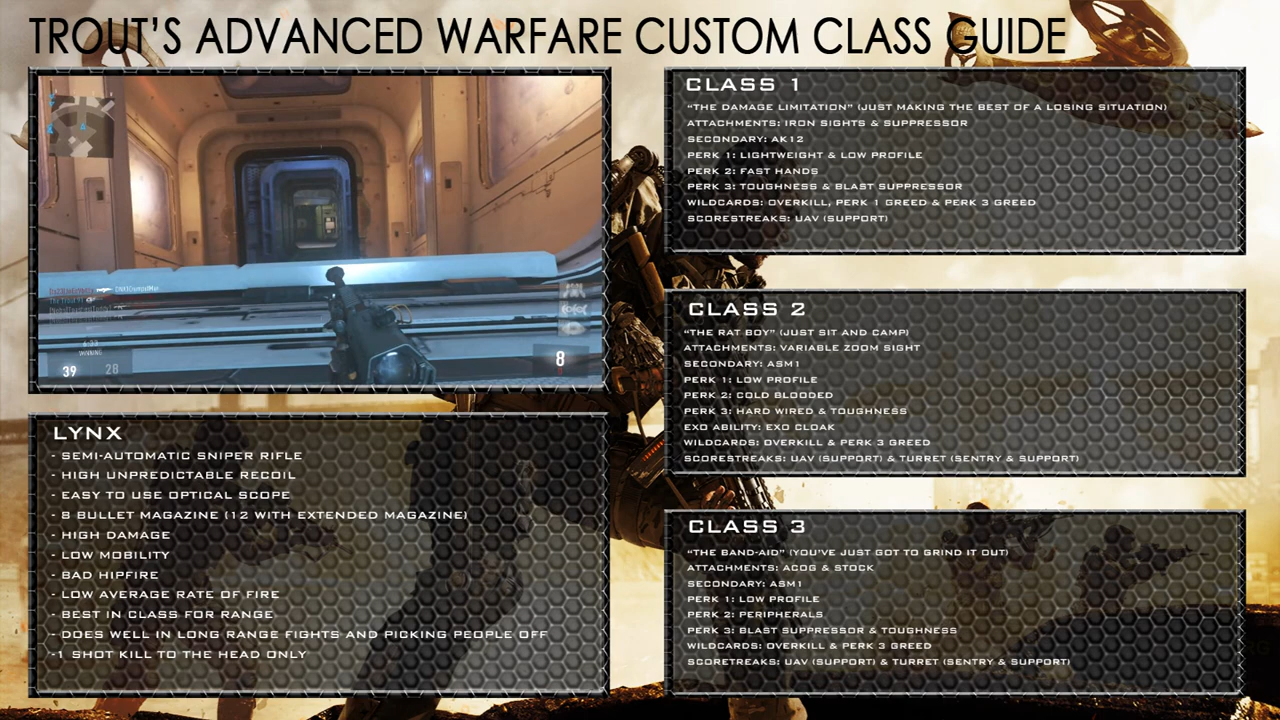 TROUT'S ADVANCED WARFARE CUSTOM CLASS GUIDE
6:33
WINNING
39
28
8
LYNX
- SEMI-AUTOMATIC SNIPER RIFLE
- HIGH UNPREDICTABLE RECOIL
- EASY TO USE OPTICAL SCOPE
- 8 BULLET MAGAZINE (12 WITH EXTENDED MAGAZINE)
- HIGH DAMAGE
- LOW MOBILITY
- BAD HIPFIRE
- LOW AVERAGE RATE OF FIRE
- BEST IN CLASS FOR RANGE
- DOES WELL IN LONG RANGE FIGHTS AND PICKING PEOPLE OFF
-1 SHOT KILL TO THE HEAD ONLY
CLASS 1
"THE DAMAGE LIMITATION" (JUST MAKING THE BEST OF A LOSING SITUATION)
ATTACHMENTS: IRON SIGHTS & SUPPRESSOR
SECONDARY: AK12
PERK 1: LIGHTWEIGHT & LOW PROFILE
PERK 2: FAST HANDS
PERK 3: TOUGHNESS & BLAST SUPPRESSOR
WILDCARDS: OVERKILL, PERK 1 GREED & PERK 3 GREED
SCORESTREAKS: UAV (SUPPORT)
CLASS 2
"THE RAT BOY" (JUST SIT AND CAMP)
ATTACHMENTS: VARIABLE ZOOM SIGHT
SECONDARY: ASM1
PERK 1: LOW PROFILE
PERK 2: COLD BLOODED
PERK 3: HARD WIRED & TOUGHNESS
EXO ABILITY: EXO CLOAK
WILDCARDS: OVERKILL & PERK 3 GREED
SCORESTREAKS: UAV (SUPPORT) & TURRET (SENTRY & SUPPORT)
CLASS 3
"THE BAND-AID" (YOU'VE JUST GOT TO GRIND IT OUT)
ATTACHMENTS: ACOG & STOCK
SECONDARY: ASM1
PERK 1: LOW PROFILE
PERK 2: PERIPHERALS
PERK 3: BLAST SUPPRESSOR & TOUGHNESS
WILDCARDS: OVERKILL & PERK 3 GREED
SCORETREAKS: UAV (SUPPORT) & TURRET (SENTRY & SUPPORT)